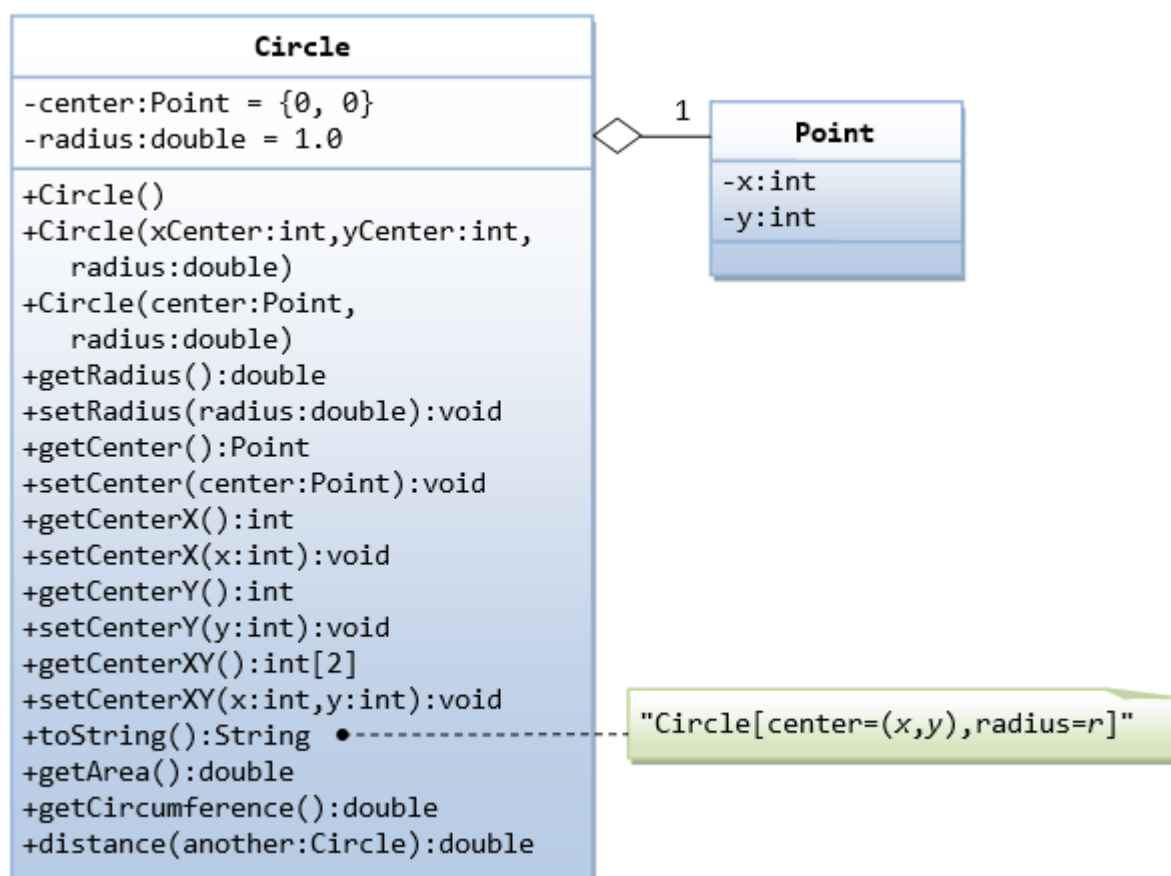 Circle
-center:Point = {0, 0}
-radius:double = 1.0
+Circle()
+Circle(xCenter:int,yCenter:int,
radius:double)
+Circle(center:Point,
radius:double)
+getRadius():double
+setRadius(radius:double):void
+getCenter():Point
+setCenter(center:Point):void
+getCenterX():int
+setCenterX(x:int):void
+getCenterY():int
+setCenterY(y:int):void
+getCenterXY():int[2]
+setCenterXY(x:int,y:int):void
+toString():String
+getArea():double
+getCircumference():double
+distance(another:Circle):double
1
Point
-x:int
-y:int
"Circle[center=(x,y),radius=r]"